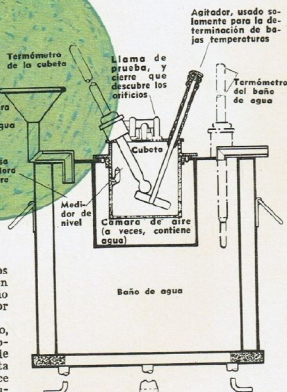 Agitador, usado so-
lamente para la de-
terminación de ba-
jas temperaturas
Termómetro
de la cubeta
Llama de
prueba, y
cierre que
descubre los
orificios
Termómetro
del baño
de agua
Cubeta
Medi-
dor de
nivel
Cámara de aire
(a veces, contiene
agua)
Baño de agua